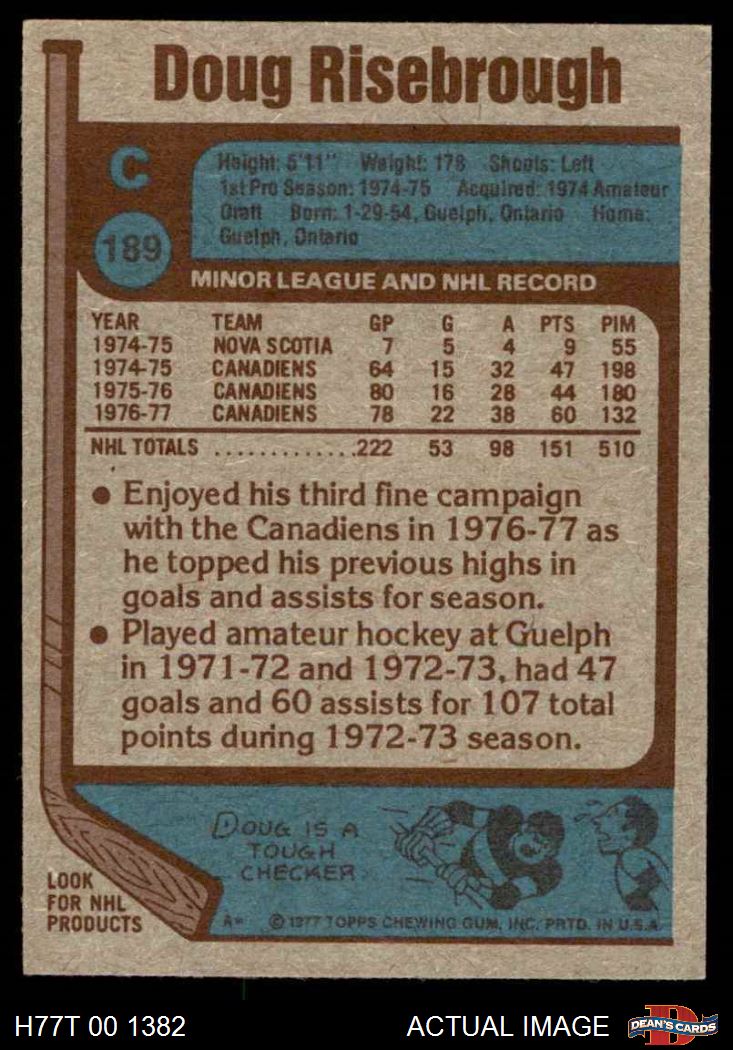 Doug Risebrough
C
189
Height: 5'11" Weight: 178 Shoots: Left
1st Pro Season: 1974-75 Acquired: 1974 Amateur
Draft Born: 1-29-54, Guelph, Ontario Home:
Guelph, Ontario
MINOR LEAGUE AND NHL RECORD
YEAR TEAM GP G A PTS PIM
1974-75 NOVA SCOTIA 7 5 4 9 55
1974-75 CANADIENS 64 15 32 47 198
1975-76 CANADIENS 80 16 28 44 180
1976-77 CANADIENS 78 22 38 60 132
NHL TOTALS .............222 53 98 151 510
• Enjoyed his third fine campaign
with the Canadiens in 1976-77 as
he topped his previous highs in
goals and assists for season.
• Played amateur hockey at Guelph
in 1971-72 and 1972-73, had 47
goals and 60 assists for 107 total
points during 1972-73 season.
DOUG IS A
TOUGH
CHECKER
LOOK
FOR NHL
PRODUCTS
A* © 1977 TOPPS CHEWING GUM, INC. PRTD. IN U.S.A.
H77T 00 1382 ACTUAL IMAGE
D
DEAN'S CARDS